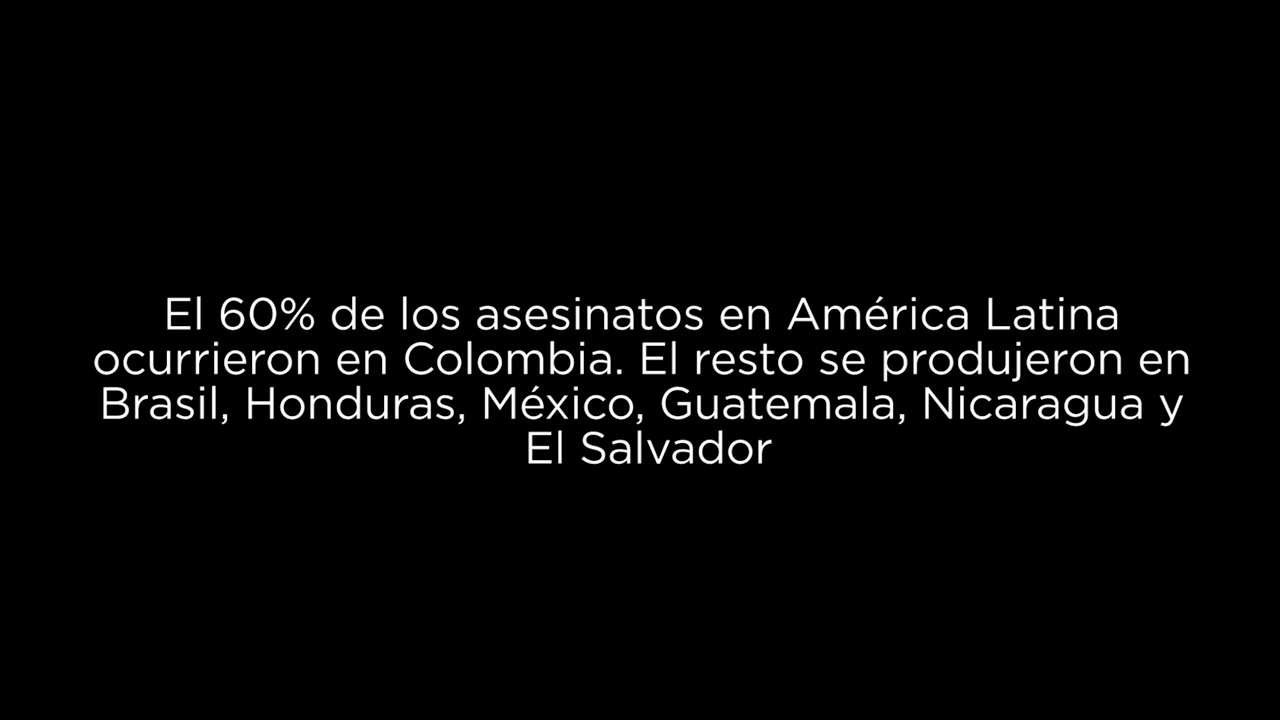 El 60% de los asesinatos en América Latina
ocurrieron en Colombia. El resto se produjeron en
Brasil, Honduras, México, Guatemala, Nicaragua y
El Salvador